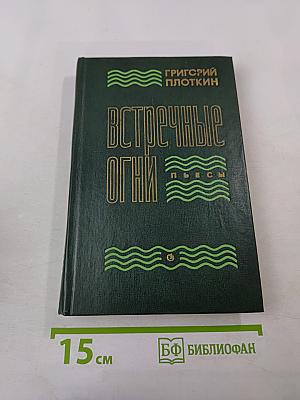 ГРИГОРИЙ
ПЛОТКИН
ВСТРЕЧНЫЕ
ОГНИ
ПЬЕСЫ
15 см
БФ БИБЛИОФАН